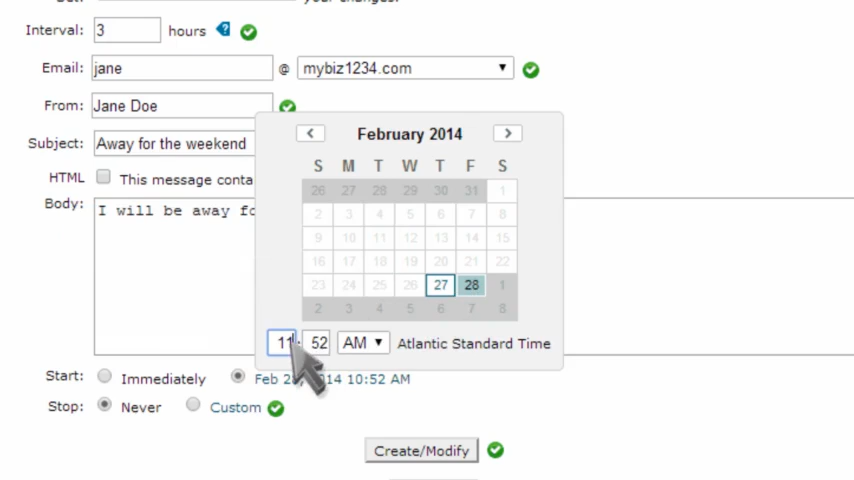 your changes.
Interval: 3 hours ?
Email: jane @ mybiz1234.com
From: Jane Doe
February 2014
Subject: Away for the weekend
S M T W T F S
HTML This message conta
26 27 28 29 30 31 1
Body:
I will be away fo
2 3 4 5 6 7 8
9 10 11 12 13 14 15
16 17 18 19 20 21 22
23 24 25 26 27 28 1
2 3 4 5 6 7 8
11 : 52 AM Atlantic Standard Time
Start: Immediately Feb 2 , 2014 10:52 AM
Stop: Never Custom
Create/Modify